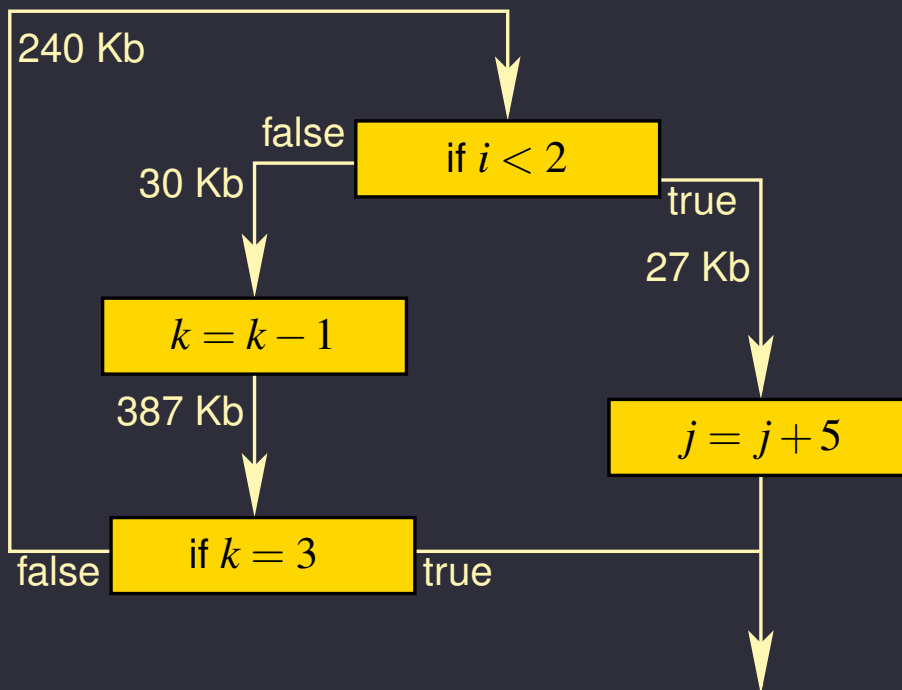 240 Kb
false
if i < 2
30 Kb
true
27 Kb
k = k − 1
387 Kb
j = j + 5
if k = 3
false
true